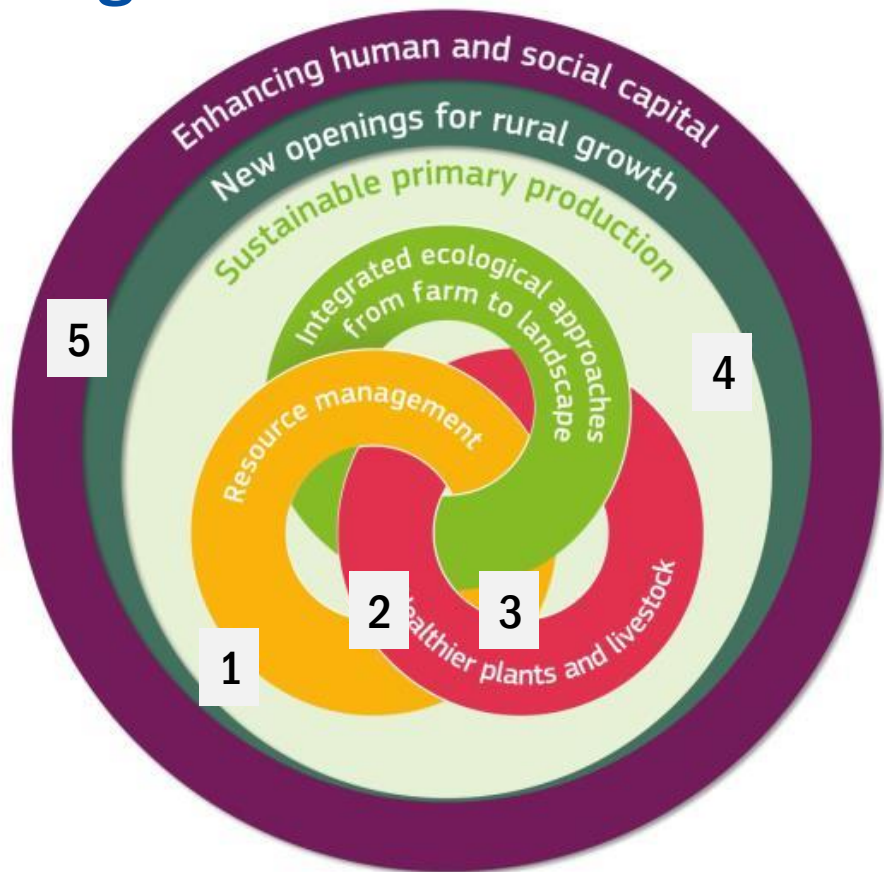 Enhancing human and social capital
New openings for rural growth
Sustainable primary production
Integrated ecological approaches
from farm to landscape
Resource management
5
4
2
3
ealthier plants and livestock
1